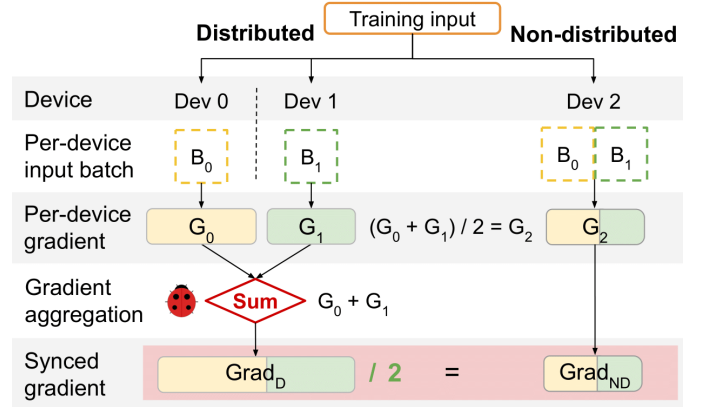 Training input
Distributed
Non-distributed
Device
Dev 0
Dev 1
Dev 2
Per-device
input batch
B₀
B₁
B₀
B₁
Per-device
gradient
G₀
G₁
(G₀ + G₁) / 2 = G₂
G₂
Gradient
aggregation
Sum
G₀ + G₁
Synced
gradient
Grad_D
/ 2
=
Grad_ND